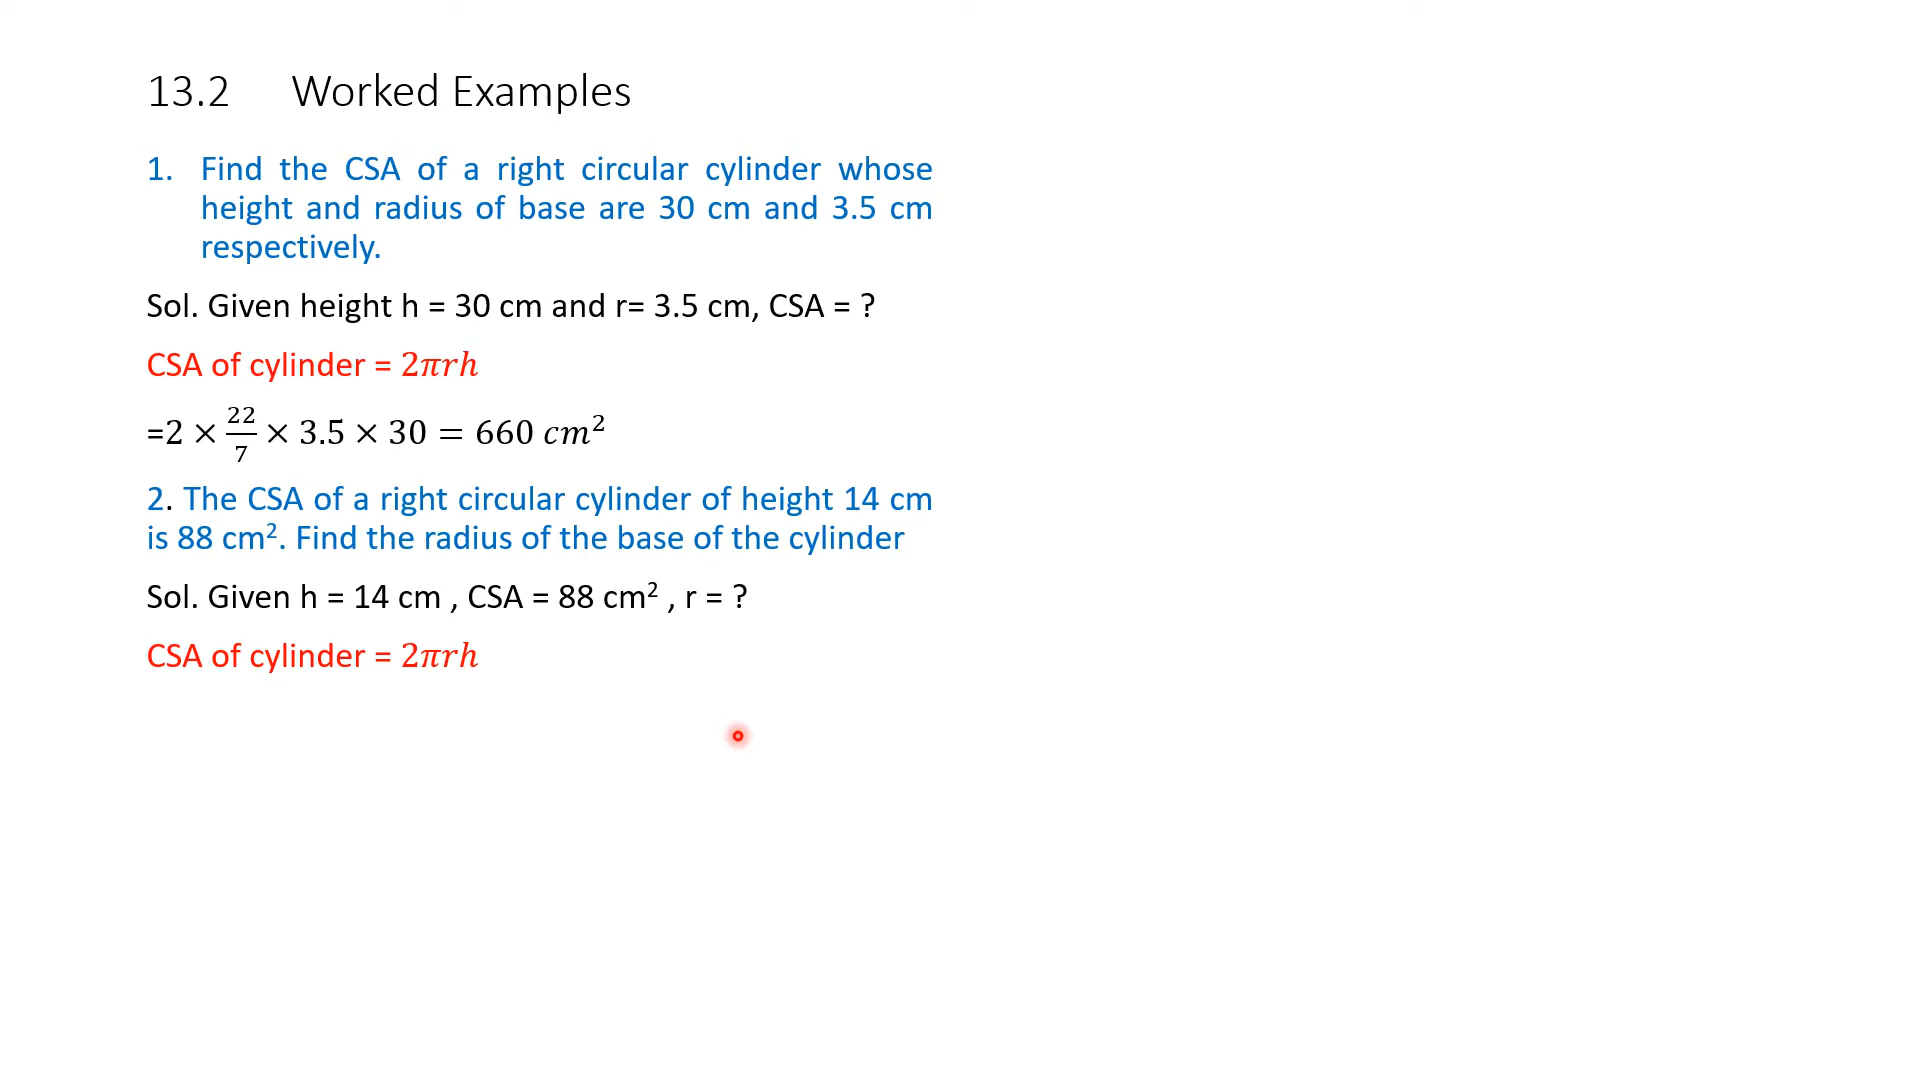 13.2 Worked Examples
1. Find the CSA of a right circular cylinder whose
height and radius of base are 30 cm and 3.5 cm
respectively.
Sol. Given height h = 30 cm and r= 3.5 cm, CSA = ?
CSA of cylinder = 2𝜋𝑟ℎ
=2 × 22/7 × 3.5 × 30 = 660 𝑐𝑚²
2. The CSA of a right circular cylinder of height 14 cm
is 88 cm². Find the radius of the base of the cylinder
Sol. Given h = 14 cm , CSA = 88 cm² , r = ?
CSA of cylinder = 2𝜋𝑟ℎ